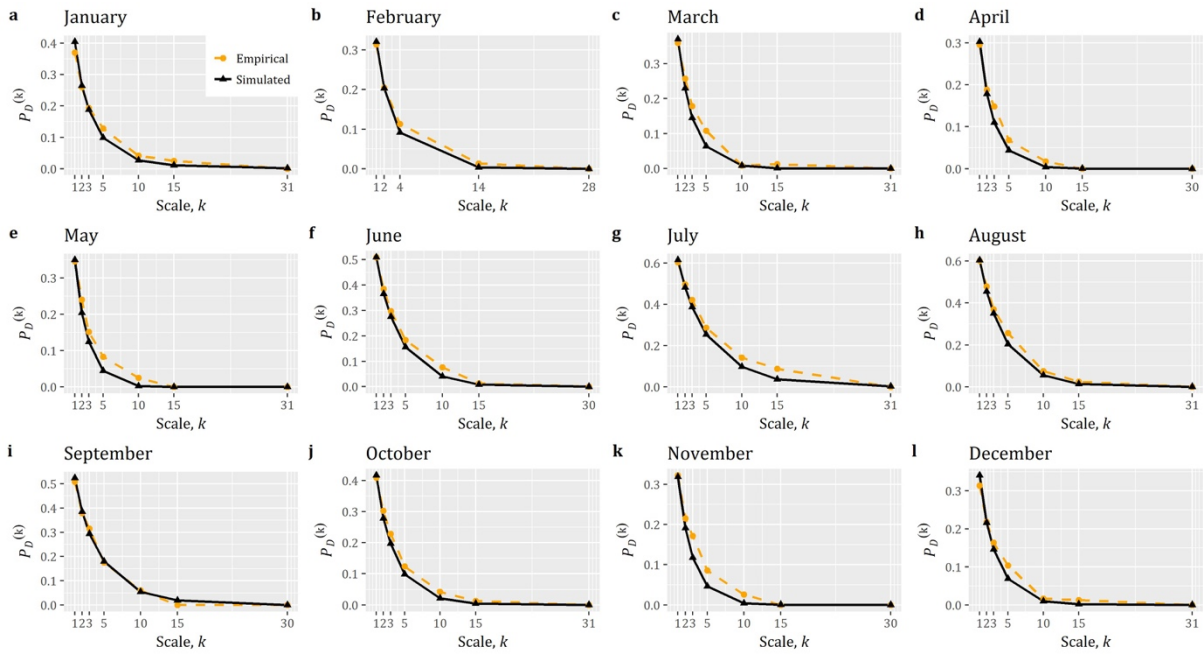 a January
0.4
0.3
0.2
0.1
0.0
P_D^(k)
1 2 3 5 10 15 31
Scale, k
Empirical
Simulated
b February
0.3
0.2
0.1
0.0
P_D^(k)
1 2 4 14 28
Scale, k
c March
0.3
0.2
0.1
0.0
P_D^(k)
1 2 3 5 10 15 31
Scale, k
d April
0.3
0.2
0.1
0.0
P_D^(k)
1 2 3 5 10 15 30
Scale, k
e May
0.3
0.2
0.1
0.0
P_D^(k)
1 2 3 5 10 15 31
Scale, k
f June
0.5
0.4
0.3
0.2
0.1
0.0
P_D^(k)
1 2 3 5 10 15 30
Scale, k
g July
0.6
0.4
0.2
0.0
P_D^(k)
1 2 3 5 10 15 31
Scale, k
h August
0.6
0.4
0.2
0.0
P_D^(k)
1 2 3 5 10 15 31
Scale, k
i September
0.5
0.4
0.3
0.2
0.1
0.0
P_D^(k)
1 2 3 5 10 15 30
Scale, k
j October
0.4
0.3
0.2
0.1
0.0
P_D^(k)
1 2 3 5 10 15 31
Scale, k
k November
0.3
0.2
0.1
0.0
P_D^(k)
1 2 3 5 10 15 30
Scale, k
l December
0.3
0.2
0.1
0.0
P_D^(k)
1 2 3 5 10 15 31
Scale, k